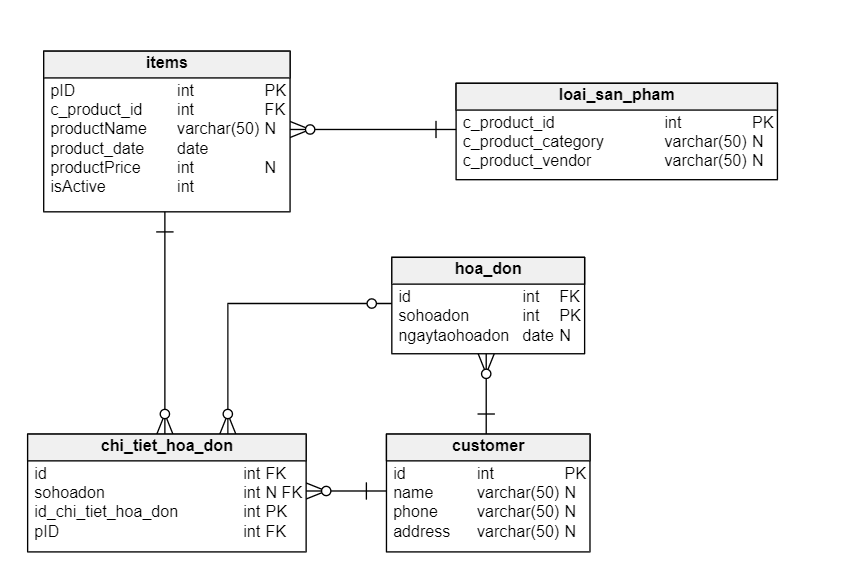 items
pID int PK
c_product_id int FK
productName varchar(50) N
product_date date
productPrice int N
isActive int
loai_san_pham
c_product_id int PK
c_product_category varchar(50) N
c_product_vendor varchar(50) N
hoa_don
id int FK
sohoadon int PK
ngaytaohoadon date N
chi_tiet_hoa_don
id int FK
sohoadon int N FK
id_chi_tiet_hoa_don int PK
pID int FK
customer
id int PK
name varchar(50) N
phone varchar(50) N
address varchar(50) N